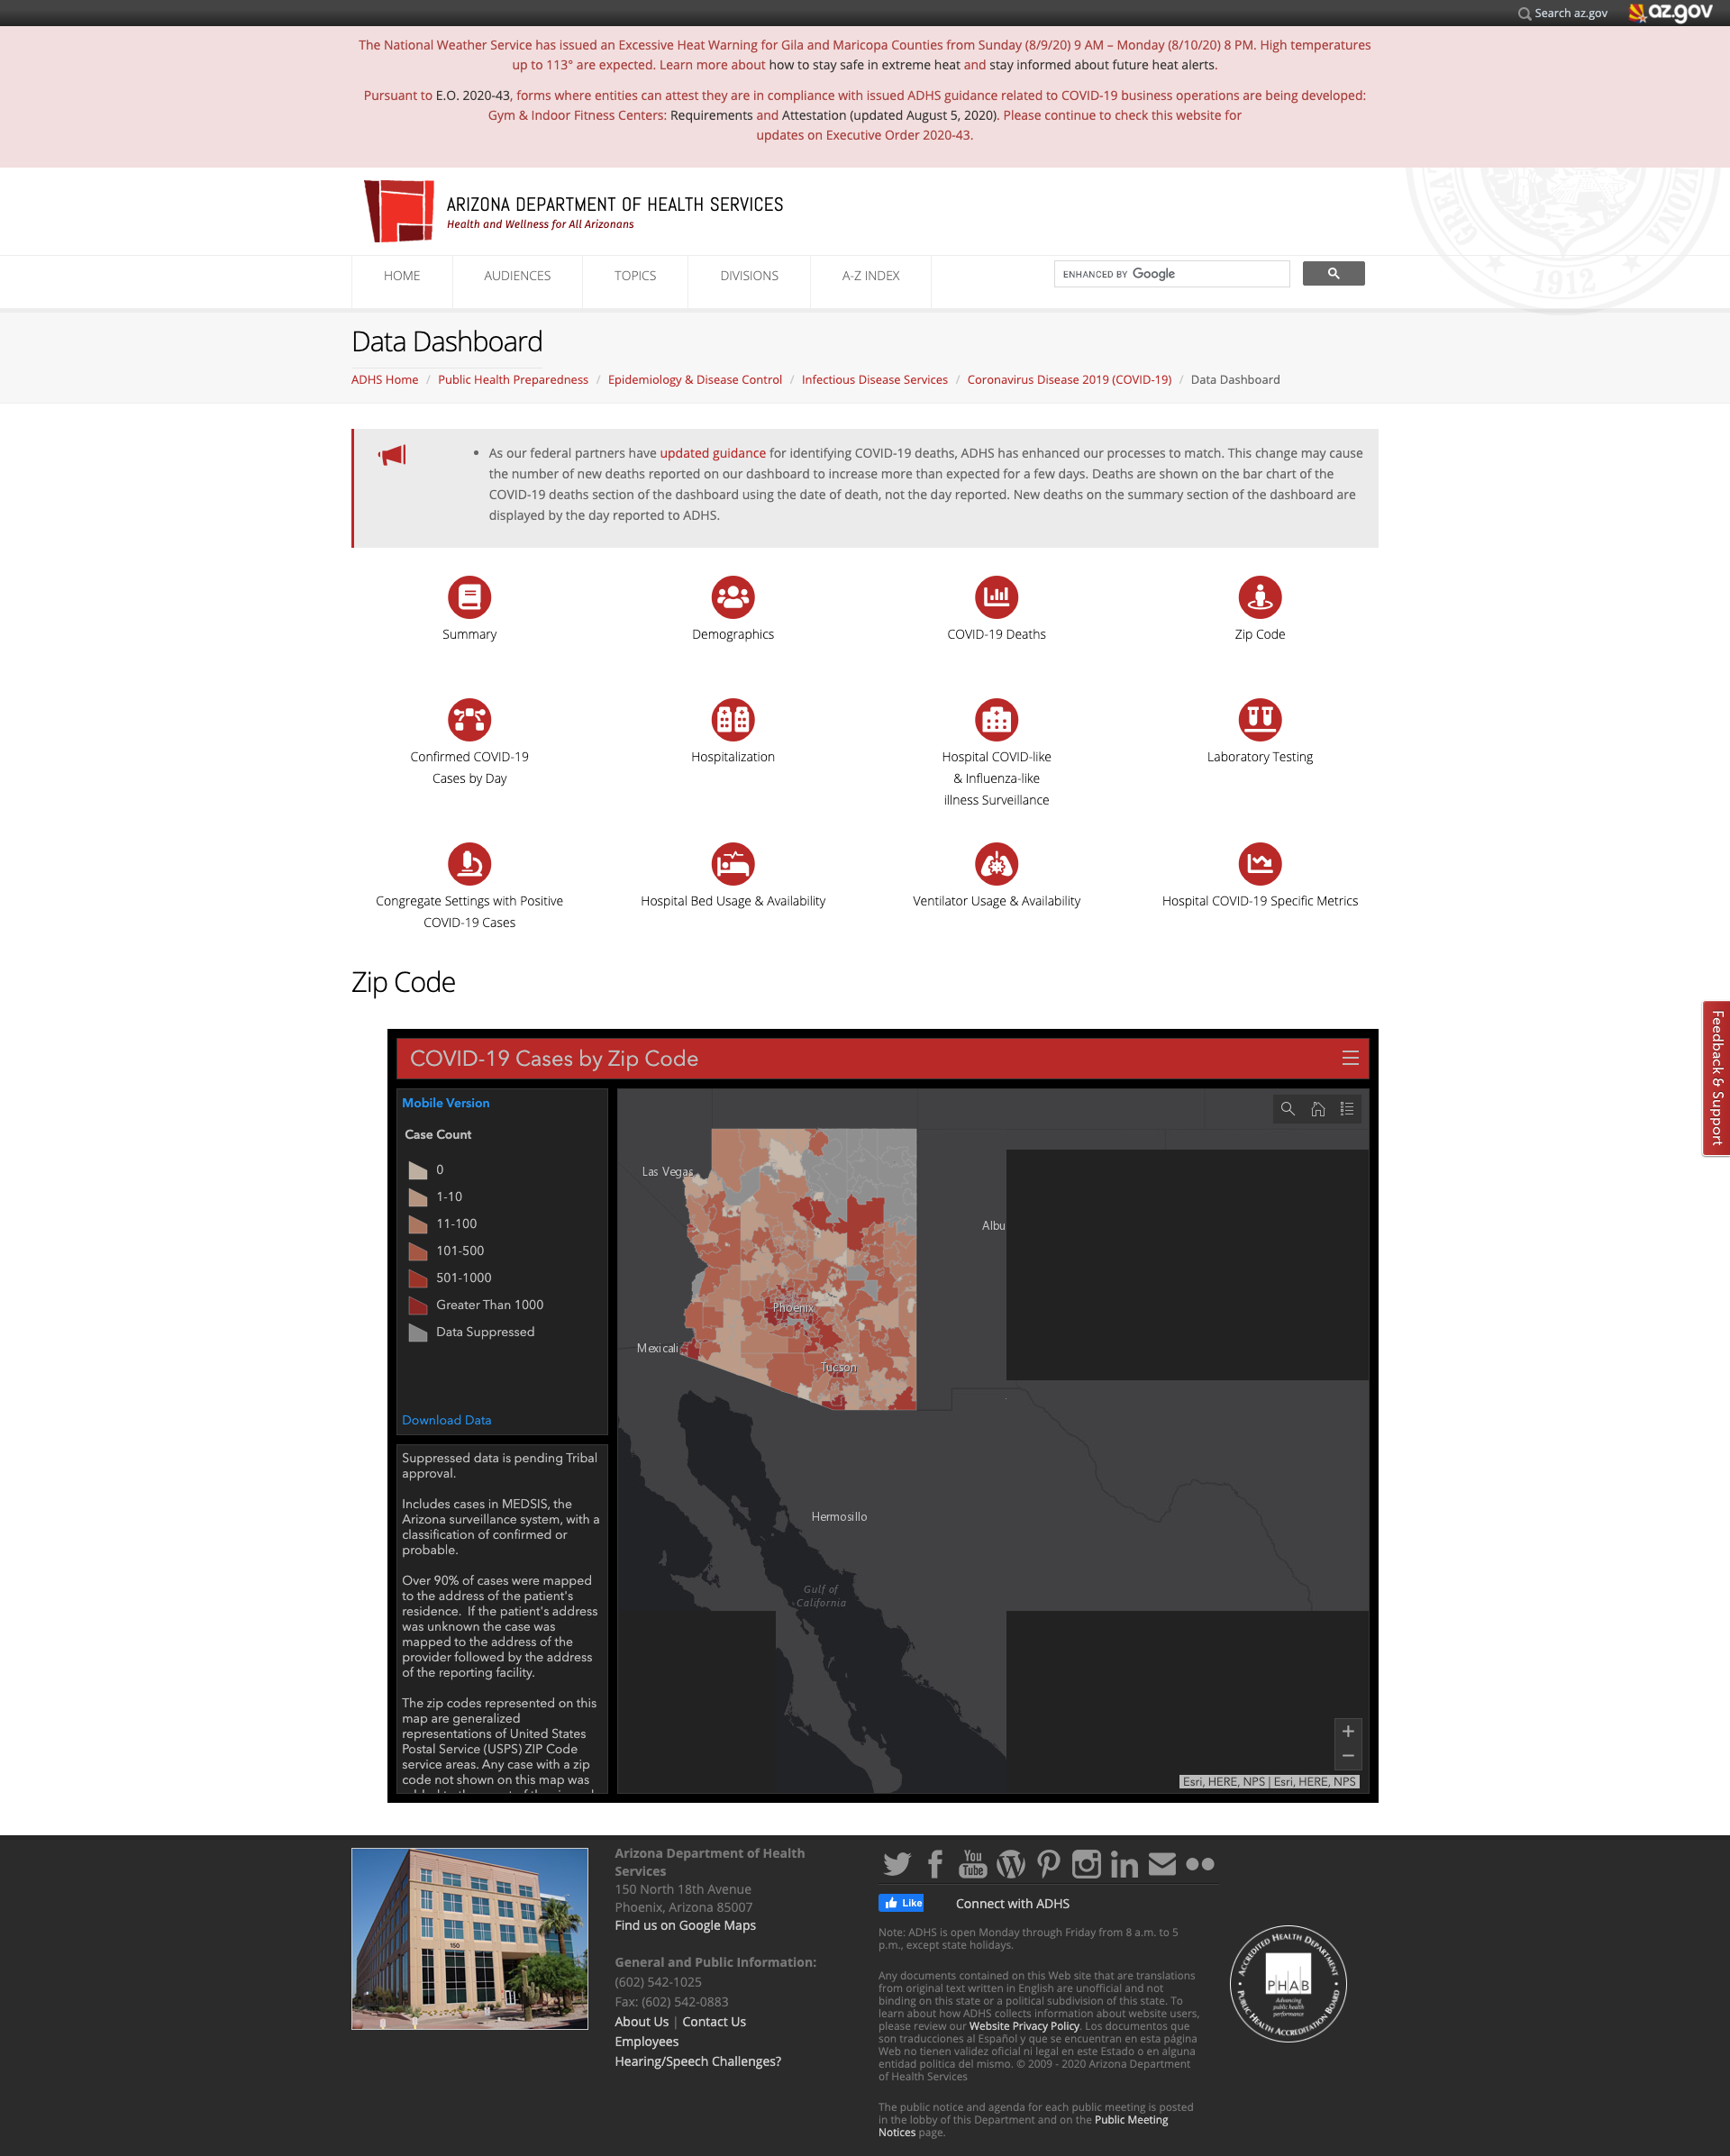 Search az.gov
az.gov
The National Weather Service has issued an Excessive Heat Warning for Gila and Maricopa Counties from Sunday (8/9/20) 9 AM – Monday (8/10/20) 8 PM. High temperatures
up to 113° are expected. Learn more about how to stay safe in extreme heat and stay informed about future heat alerts.
Pursuant to E.O. 2020-43, forms where entities can attest they are in compliance with issued ADHS guidance related to COVID-19 business operations are being developed:
Gym & Indoor Fitness Centers: Requirements and Attestation (updated August 5, 2020). Please continue to check this website for
updates on Executive Order 2020-43.
ARIZONA DEPARTMENT OF HEALTH SERVICES
Health and Wellness for All Arizonans
1912
HOME
AUDIENCES
TOPICS
DIVISIONS
A-Z INDEX
ENHANCED BY Google
Data Dashboard
ADHS Home / Public Health Preparedness / Epidemiology & Disease Control / Infectious Disease Services / Coronavirus Disease 2019 (COVID-19) / Data Dashboard
• As our federal partners have updated guidance for identifying COVID-19 deaths, ADHS has enhanced our processes to match. This change may cause
the number of new deaths reported on our dashboard to increase more than expected for a few days. Deaths are shown on the bar chart of the
COVID-19 deaths section of the dashboard using the date of death, not the day reported. New deaths on the summary section of the dashboard are
displayed by the day reported to ADHS.
Summary
Demographics
COVID-19 Deaths
Zip Code
Confirmed COVID-19
Cases by Day
Hospitalization
Hospital COVID-like
& Influenza-like
illness Surveillance
Laboratory Testing
Congregate Settings with Positive
COVID-19 Cases
Hospital Bed Usage & Availability
Ventilator Usage & Availability
Hospital COVID-19 Specific Metrics
Zip Code
Feedback & Support
COVID-19 Cases by Zip Code
Mobile Version
Case Count
0
1-10
11-100
101-500
501-1000
Greater Than 1000
Data Suppressed
Download Data
Suppressed data is pending Tribal
approval.
Includes cases in MEDSIS, the
Arizona surveillance system, with a
classification of confirmed or
probable.
Over 90% of cases were mapped
to the address of the patient's
residence. If the patient's address
was unknown the case was
mapped to the address of the
provider followed by the address
of the reporting facility.
The zip codes represented on this
map are generalized
representations of United States
Postal Service (USPS) ZIP Code
service areas. Any case with a zip
code not shown on this map was
Las Vegas
Albu
Phoenix
Mexicali
Tucson
Hermosillo
Gulf of
California
+
−
Esri, HERE, NPS | Esri, HERE, NPS
150
Arizona Department of Health
Services
150 North 18th Avenue
Phoenix, Arizona 85007
Find us on Google Maps
General and Public Information:
(602) 542-1025
Fax: (602) 542-0883
About Us | Contact Us
Employees
Hearing/Speech Challenges?
You
Tube
Like
Connect with ADHS
Note: ADHS is open Monday through Friday from 8 a.m. to 5
p.m., except state holidays.
Any documents contained on this Web site that are translations
from original text written in English are unofficial and not
binding on this state or a political subdivision of this state. To
learn about how ADHS collects information about website users,
please review our Website Privacy Policy. Los documentos que
son traducciones al Español y que se encuentran en esta página
Web no tienen validez oficial ni legal en este Estado o en alguna
entidad politica del mismo. © 2009 - 2020 Arizona Department
of Health Services
The public notice and agenda for each public meeting is posted
in the lobby of this Department and on the Public Meeting
Notices page.
ACCREDITED HEALTH DEPARTMENT
PHAB
Advancing
public health
performance
PUBLIC HEALTH ACCREDITATION BOARD